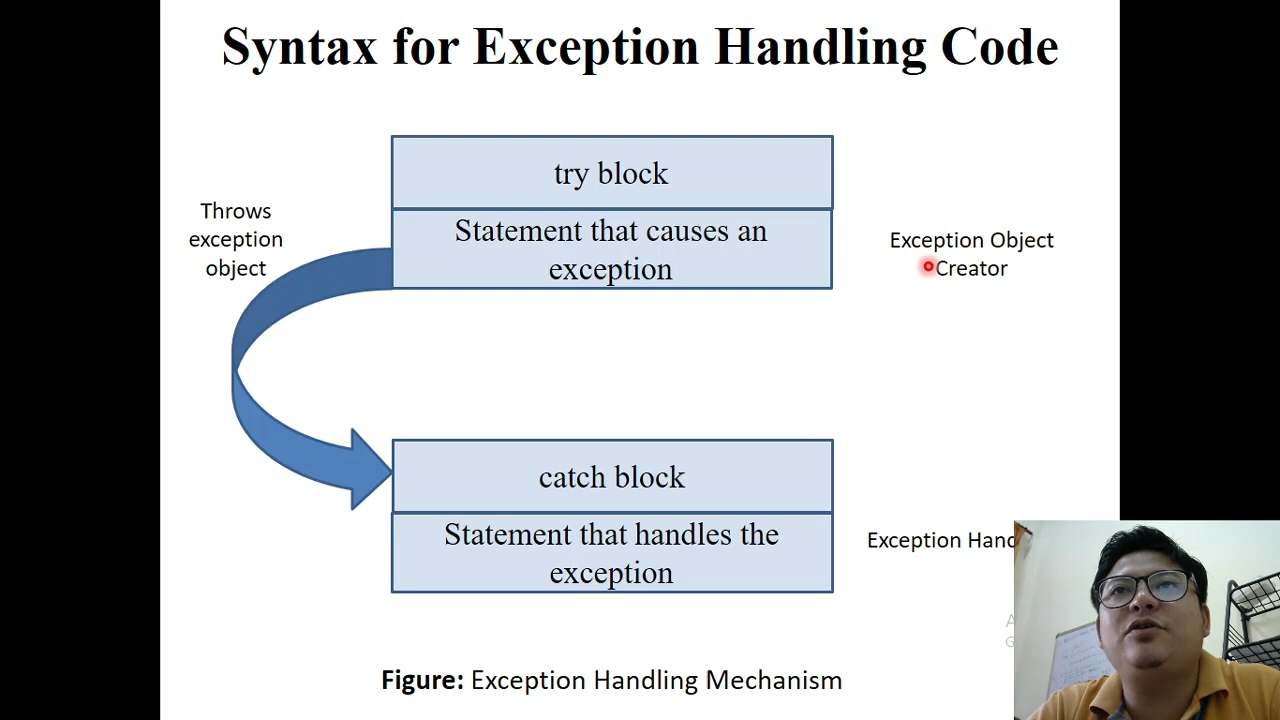 Syntax for Exception Handling Code
try block
Throws
exception
object
Statement that causes an
exception
Exception Object
Creator
catch block
Statement that handles the
exception
Exception
Figure: Exception Handling Mechanism